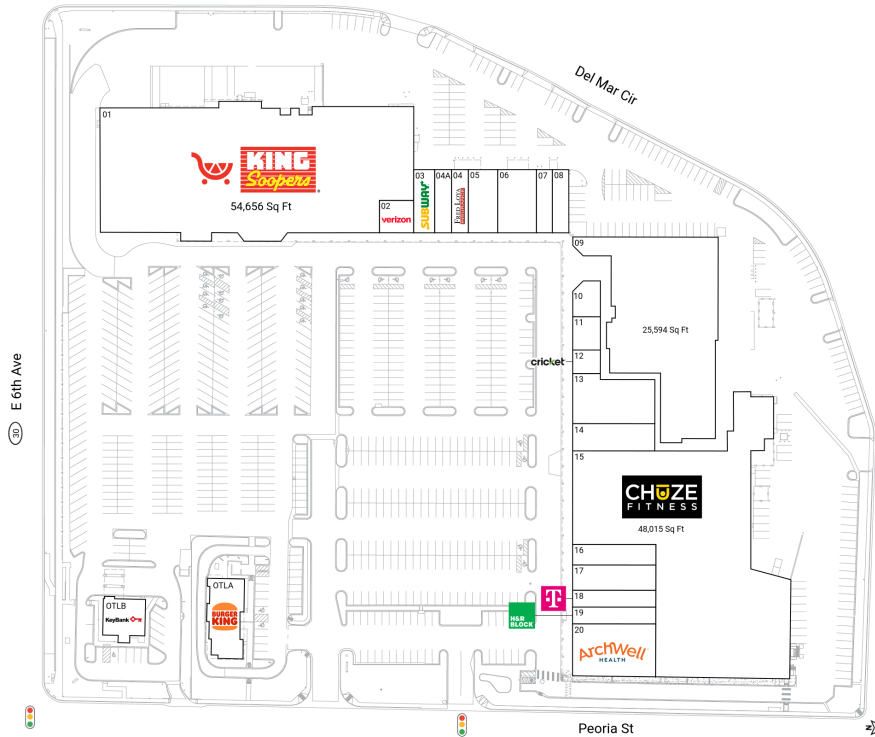 Del Mar Cir
01
KING
Soopers
54,656 Sq Ft
02
verizon
03
SUBWAY
04A
04
FRED LOYA
05
06
07
08
09
25,594 Sq Ft
10
11
12
cricket
13
14
15
CHUZE
FITNESS
48,015 Sq Ft
16
17
18
T
19
H&R
BLOCK
20
ArchWell
HEALTH
30
E 6th Ave
OTLB
KeyBank
OTLA
BURGER
KING
Peoria St
N